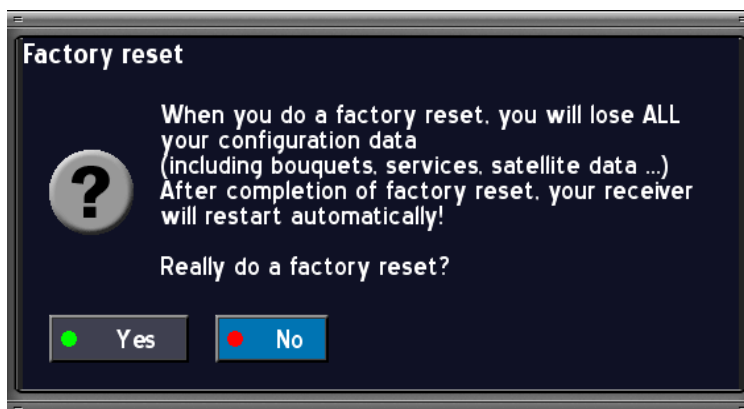 Factory reset
When you do a factory reset, you will lose ALL
your configuration data
(including bouquets, services, satellite data ...)
After completion of factory reset, your receiver
will restart automatically!
Really do a factory reset?
Yes
No